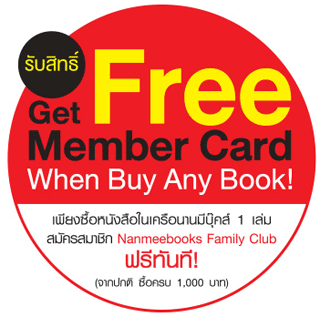 รับสิทธิ์
Get Free
Member Card
When Buy Any Book!
เพียงซื้อหนังสือในเครือนานมีบุ๊คส์ 1 เล่ม
สมัครสมาชิก Nanmeebooks Family Club
ฟรีทันที!
(จากปกติ ซื้อครบ 1,000 บาท)